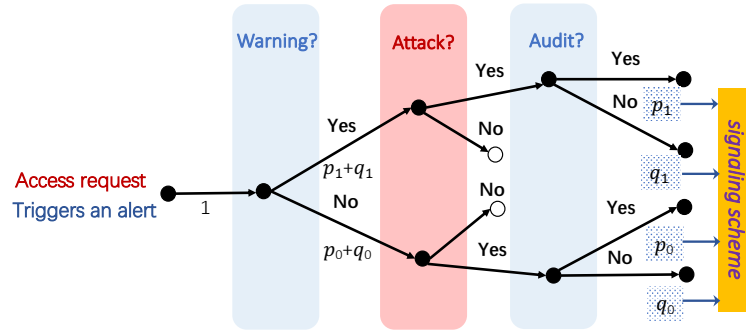 Warning?
Attack?
Audit?
Yes
Yes
No
p₁
Yes
No
p₁+q₁
q₁
signaling scheme
Access request
Triggers an alert
1
No
No
Yes
p₀+q₀
Yes
No
p₀
q₀